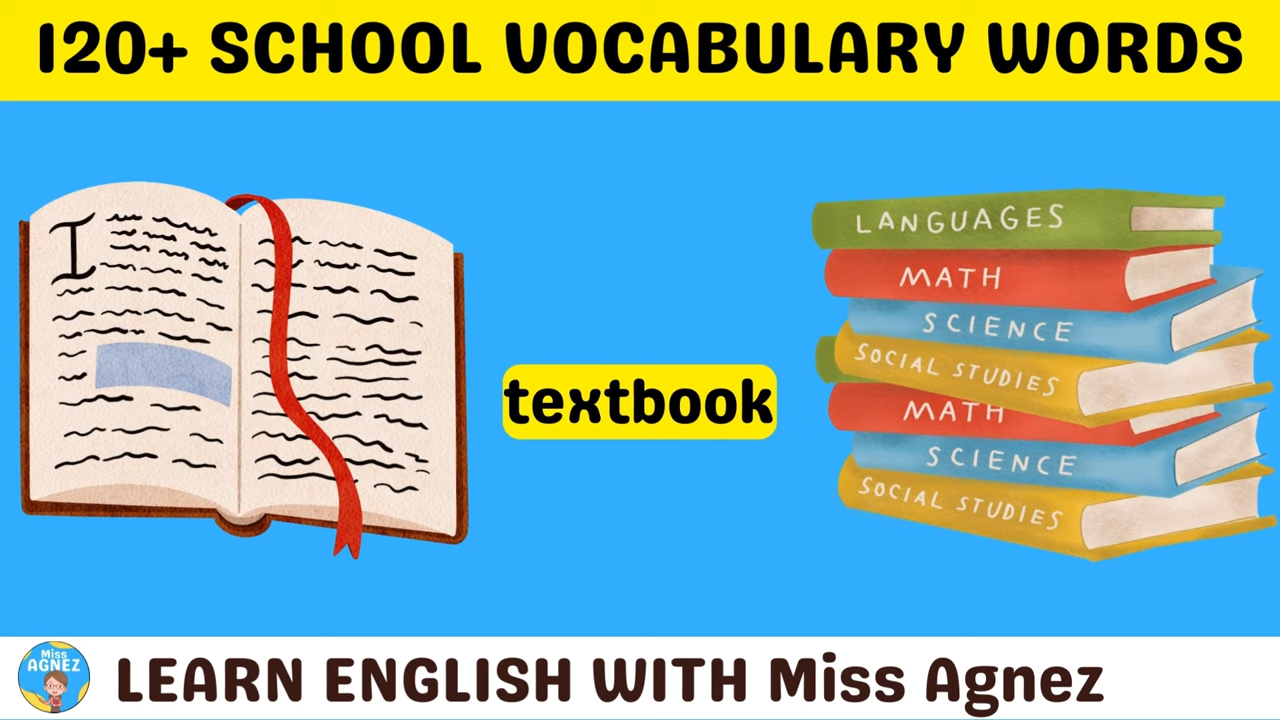 120+ SCHOOL VOCABULARY WORDS
I
textbook
LANGUAGES
MATH
SCIENCE
SOCIAL STUDIES
MATH
SCIENCE
SOCIAL STUDIES
Miss
AGNEZ
LEARN ENGLISH WITH Miss Agnez